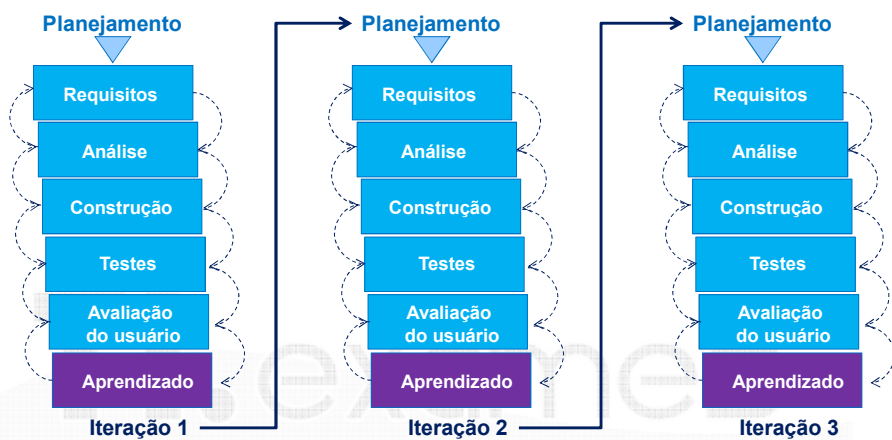 Planejamento
Requisitos
Análise
Construção
Testes
Avaliação
do usuário
Aprendizado
Iteração 1
Planejamento
Requisitos
Análise
Construção
Testes
Avaliação
do usuário
Aprendizado
Iteração 2
Planejamento
Requisitos
Análise
Construção
Testes
Avaliação
do usuário
Aprendizado
Iteração 3